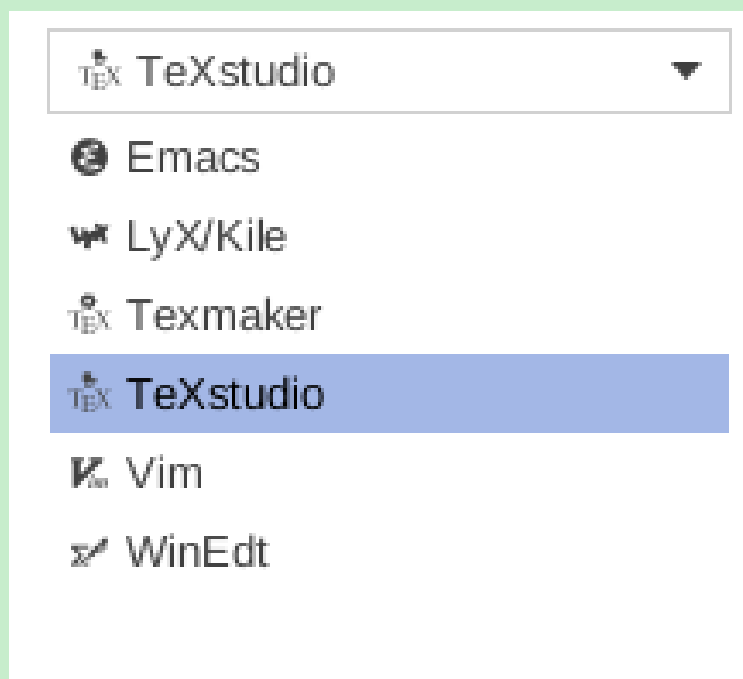 TeXstudio
Emacs
LyX/Kile
Texmaker
TeXstudio
Vim
WinEdt